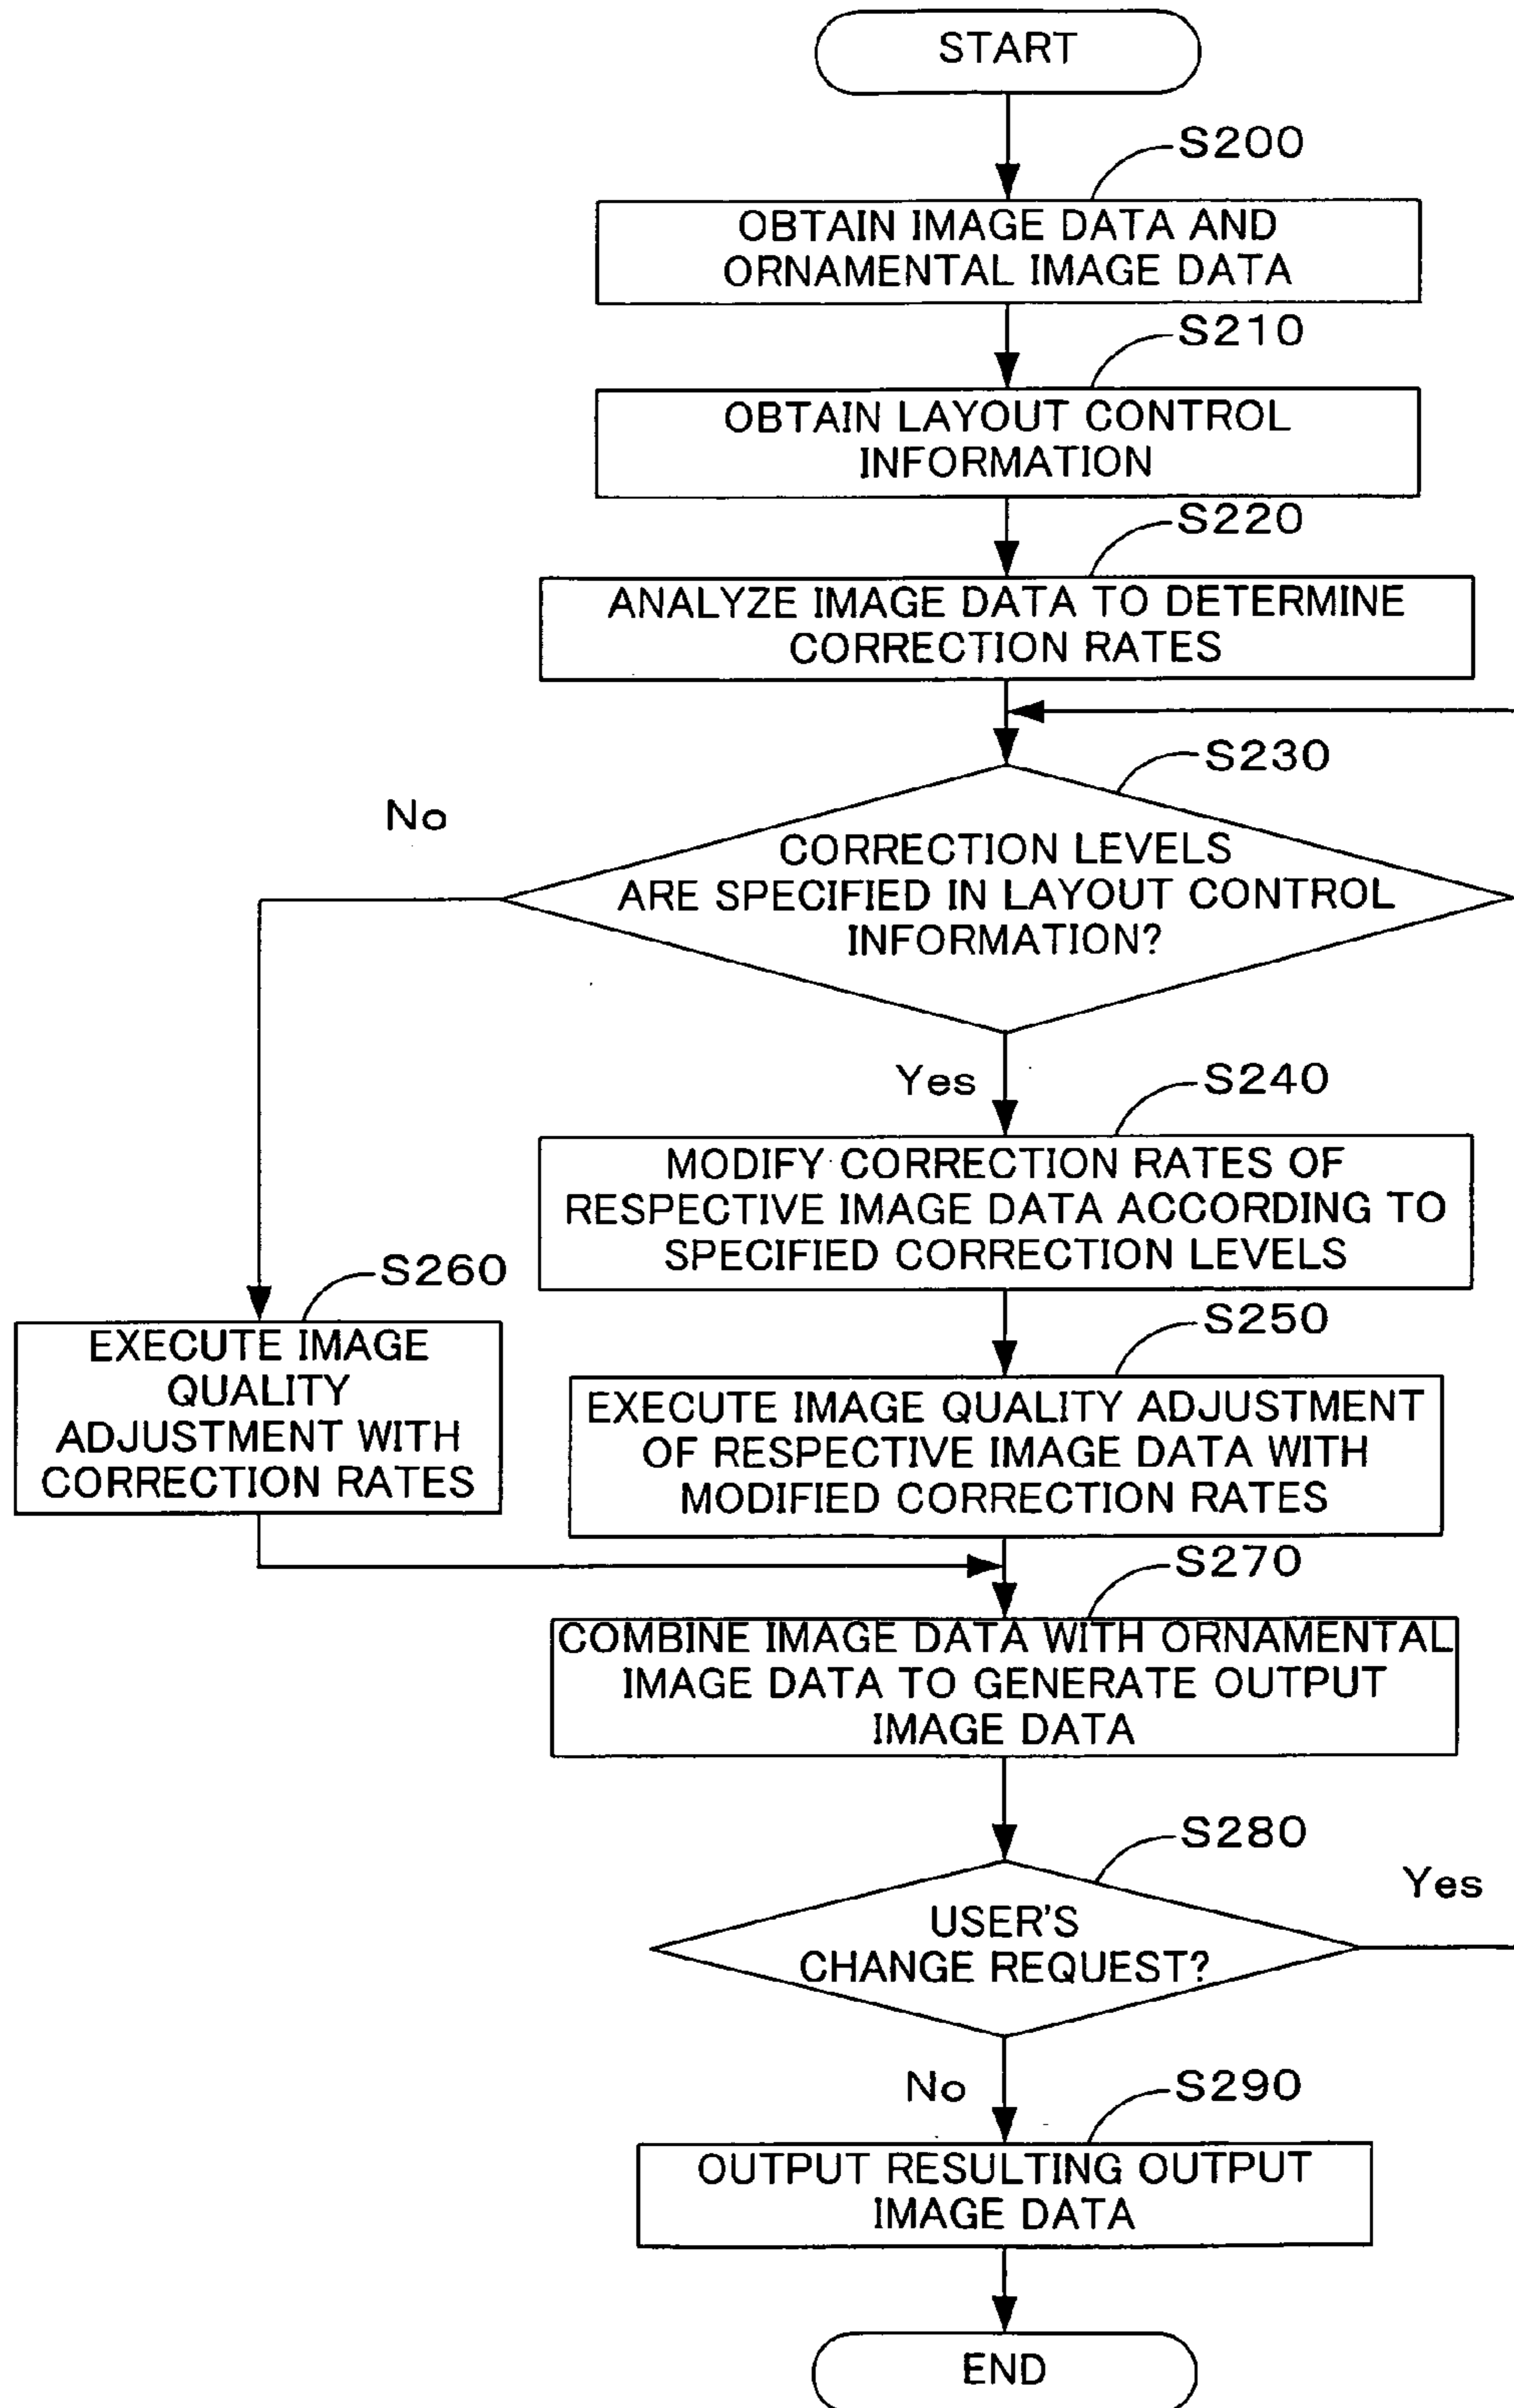 START
S200
OBTAIN IMAGE DATA AND
ORNAMENTAL IMAGE DATA
S210
OBTAIN LAYOUT CONTROL
INFORMATION
S220
ANALYZE IMAGE DATA TO DETERMINE
CORRECTION RATES
S230
No
CORRECTION LEVELS
ARE SPECIFIED IN LAYOUT CONTROL
INFORMATION?
Yes
S240
MODIFY CORRECTION RATES OF
RESPECTIVE IMAGE DATA ACCORDING TO
SPECIFIED CORRECTION LEVELS
S260
EXECUTE IMAGE
QUALITY
ADJUSTMENT WITH
CORRECTION RATES
S250
EXECUTE IMAGE QUALITY ADJUSTMENT
OF RESPECTIVE IMAGE DATA WITH
MODIFIED CORRECTION RATES
S270
COMBINE IMAGE DATA WITH ORNAMENTAL
IMAGE DATA TO GENERATE OUTPUT
IMAGE DATA
S280
Yes
USER'S
CHANGE REQUEST?
No
S290
OUTPUT RESULTING OUTPUT
IMAGE DATA
END